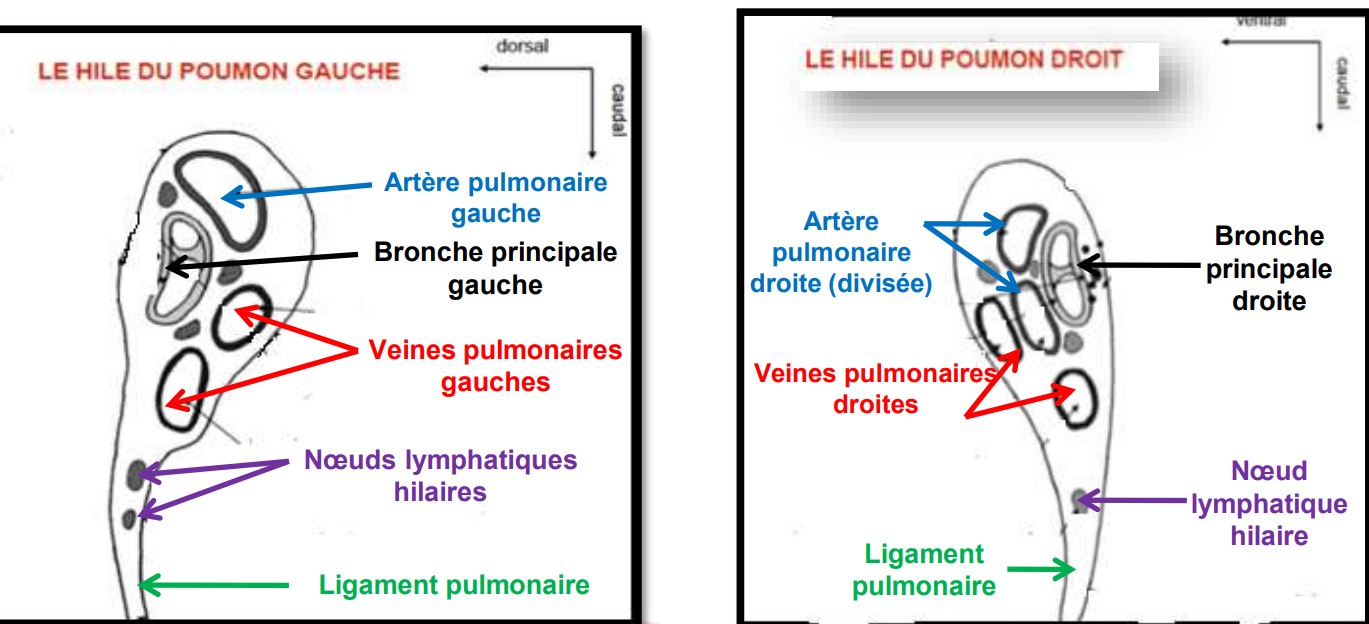 dorsal
LE HILE DU POUMON GAUCHE
caudal
Artère pulmonaire
gauche
Bronche principale
gauche
Veines pulmonaires
gauches
Nœuds lymphatiques
hilaires
Ligament pulmonaire
ventral
LE HILE DU POUMON DROIT
caudal
Artère
pulmonaire
droite (divisée)
Bronche
principale
droite
Veines pulmonaires
droites
Nœud
lymphatique
hilaire
Ligament
pulmonaire